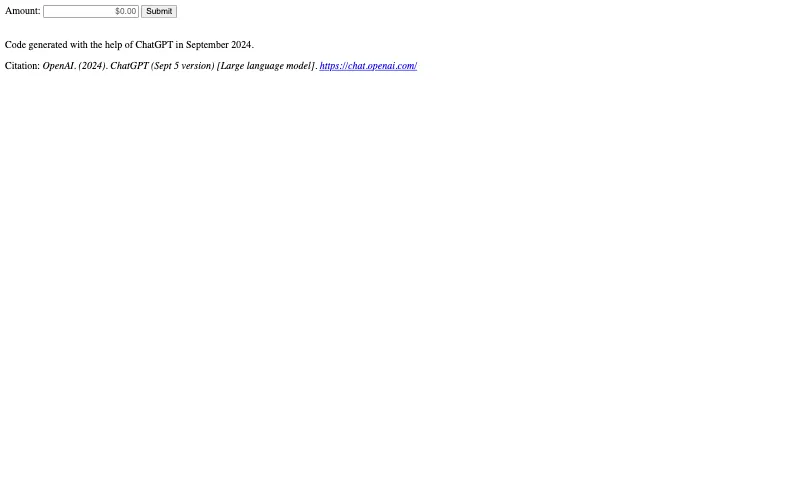 Amount: $0.00 Submit
Code generated with the help of ChatGPT in September 2024.
Citation: OpenAI. (2024). ChatGPT (Sept 5 version) [Large language model]. https://chat.openai.com/